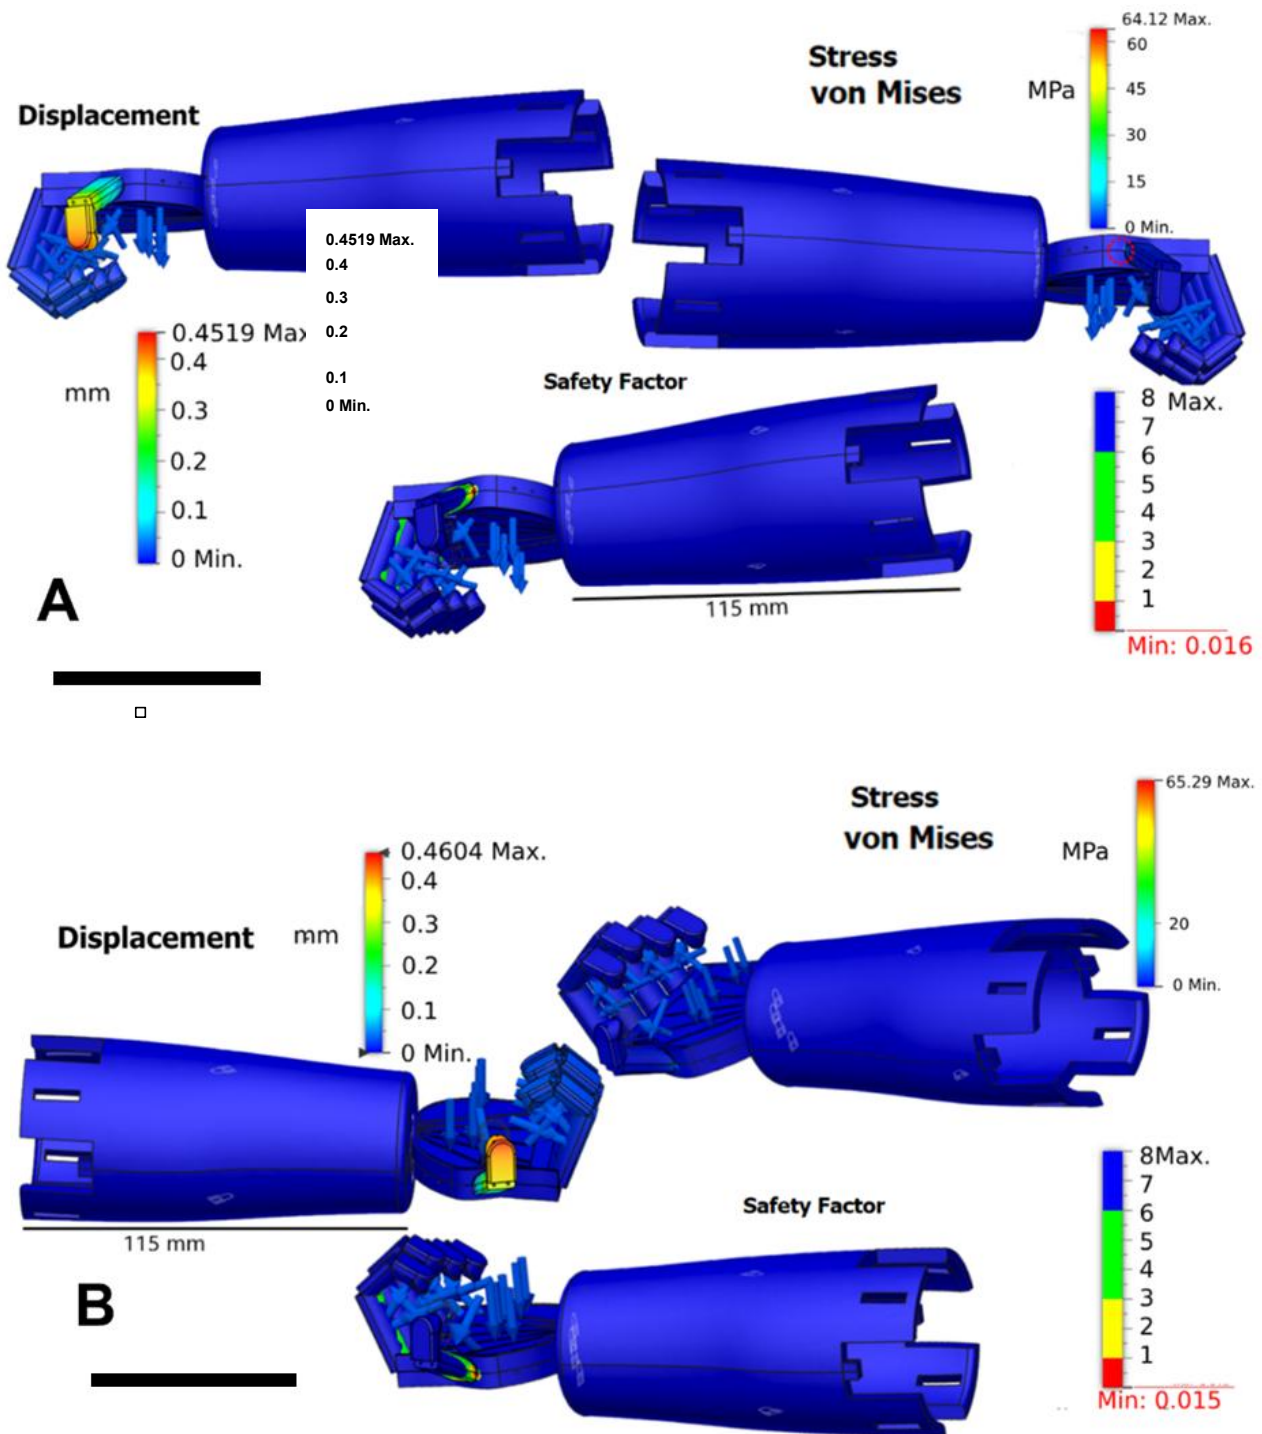 64.12 Max.
Stress
von Mises
MPa
60
45
30
15
0 Min.
Displacement
0.4519 Max.
0.4
0.3
0.2
0.1
0 Min.
0.4519 Max
0.4
mm
0.3
0.2
0.1
0 Min.
Safety Factor
8 Max.
7
6
5
4
3
2
1
Min: 0.016
115 mm
A
Stress
von Mises
65.29 Max.
MPa
20
0 Min.
0.4604 Max.
0.4
Displacement
mm
0.3
0.2
0.1
0 Min.
115 mm
Safety Factor
8Max.
7
6
5
4
3
2
1
Min: 0.015
B